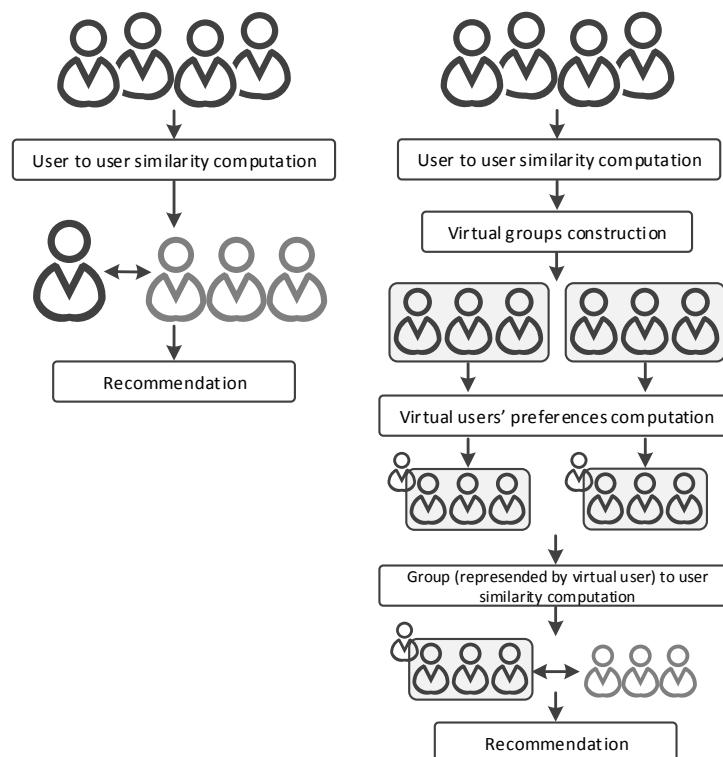 User to user similarity computation
Recommendation
User to user similarity computation
Virtual groups construction
Virtual users’ preferences computation
Group (represended by virtual user) to user
similarity computation
Recommendation